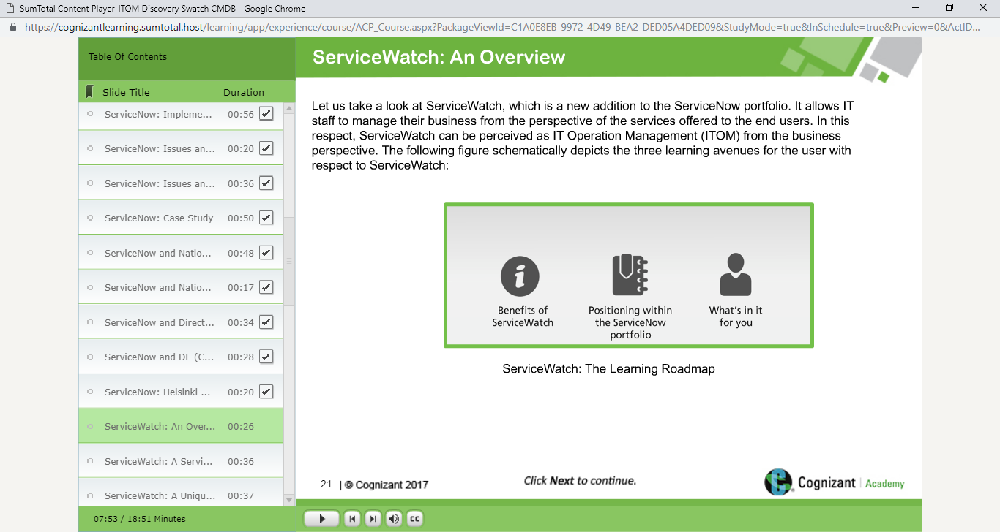 SumTotal Content Player-ITOM Discovery Swatch CMDB - Google Chrome
https://cognizantlearning.sumtotal.host/learning/app/experience/course/ACP_Course.aspx?PackageViewId=C1A0E8EB-9972-4D49-BEA2-DED05A4DED09&StudyMode=true&InSchedule=true&Preview=0&ActID...
Table Of Contents
Slide Title Duration
ServiceNow: Impleme... 00:56
ServiceNow: Issues an... 00:20
ServiceNow: Issues an... 00:36
ServiceNow: Case Study 00:50
ServiceNow and Natio... 00:48
ServiceNow and Natio... 00:17
ServiceNow and Direct... 00:34
ServiceNow and DE (C... 00:28
ServiceNow: Helsinki ... 00:20
ServiceWatch: An Over... 00:26
ServiceWatch: A Servi... 00:36
ServiceWatch: A Uniqu... 00:37
07:53 / 18:51 Minutes
ServiceWatch: An Overview
Let us take a look at ServiceWatch, which is a new addition to the ServiceNow portfolio. It allows IT
staff to manage their business from the perspective of the services offered to the end users. In this
respect, ServiceWatch can be perceived as IT Operation Management (ITOM) from the business
perspective. The following figure schematically depicts the three learning avenues for the user with
respect to ServiceWatch:
Benefits of
ServiceWatch
Positioning within
the ServiceNow
portfolio
What's in it
for you
ServiceWatch: The Learning Roadmap
21 | © Cognizant 2017
Click Next to continue.
Cognizant | Academy
CC